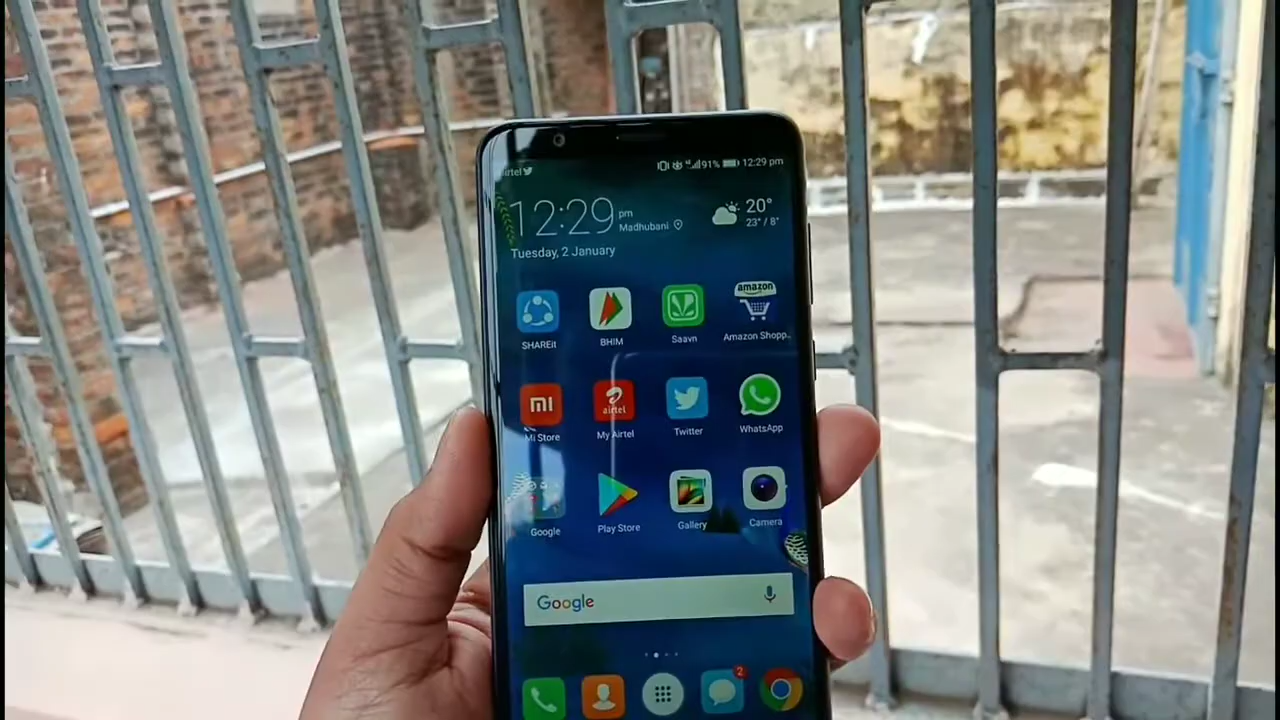 airtel
91% 12:29 pm
12:29 pm
Madhubani
20°
23° / 8°
Tuesday, 2 January
amazon
SHAREit
BHIM
Saavn
Amazon Shopp..
mi
airtel
Mi Store
My Airtel
Twitter
WhatsApp
Google
Play Store
Gallery
Camera
Google
2